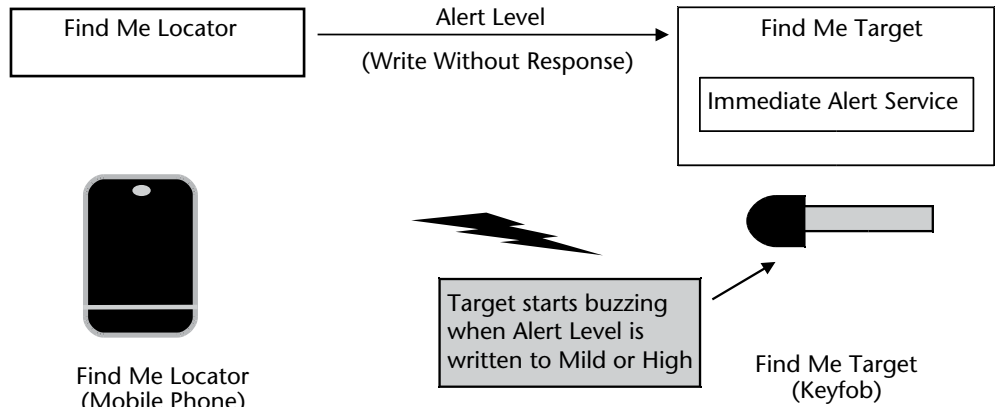 Find Me Locator
Alert Level
(Write Without Response)
Find Me Target
Immediate Alert Service
Target starts buzzing
when Alert Level is
written to Mild or High
Find Me Locator
(Mobile Phone)
Find Me Target
(Keyfob)